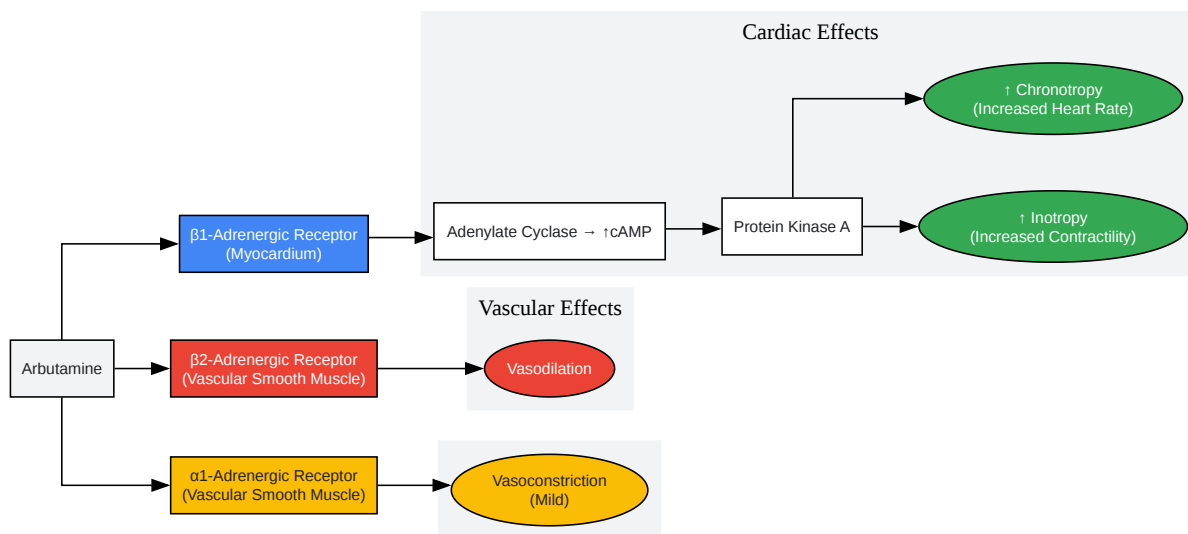 Cardiac Effects
↑ Chronotropy
(Increased Heart Rate)
β1-Adrenergic Receptor
(Myocardium)
Adenylate Cyclase → ↑cAMP
Protein Kinase A
↑ Inotropy
(Increased Contractility)
Vascular Effects
Arbutamine
β2-Adrenergic Receptor
(Vascular Smooth Muscle)
Vasodilation
α1-Adrenergic Receptor
(Vascular Smooth Muscle)
Vasoconstriction
(Mild)